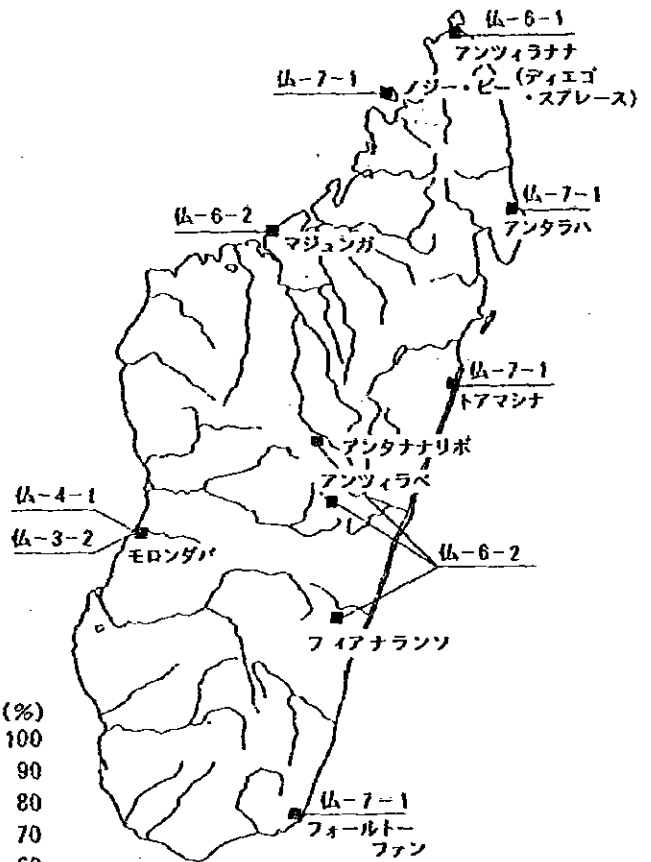 仏-6-1
アンツィラナナ
(ディエゴ
・スアレース)
仏-7-1
ノジー・ビー
仏-7-1
アンタラハ
仏-6-2
マジュンガ
仏-7-1
トアマシナ
アンタナナリボ
アンツィラベ
仏-4-1
仏-3-2
モロンダバ
仏-6-2
フィアナランソ
(%)
100
90
80
70
仏-7-1
フォールトー
ファン